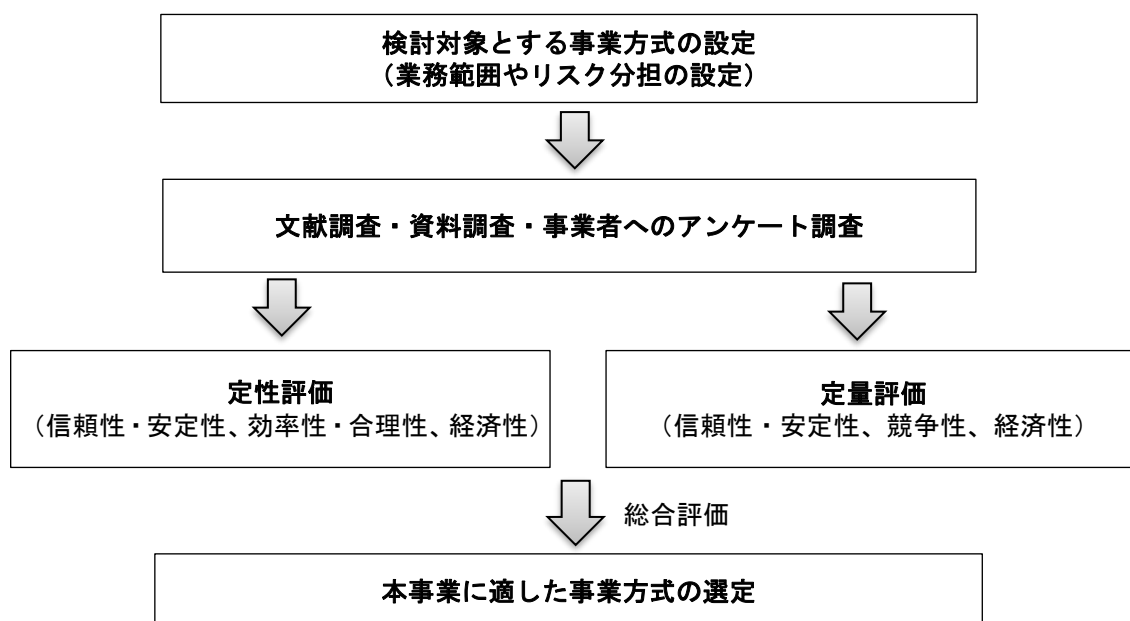 検討対象とする事業方式の設定
（業務範囲やリスク分担の設定）
文献調査・資料調査・事業者へのアンケート調査
定性評価
（信頼性・安定性、効率性・合理性、経済性）
定量評価
（信頼性・安定性、競争性、経済性）
総合評価
本事業に適した事業方式の選定